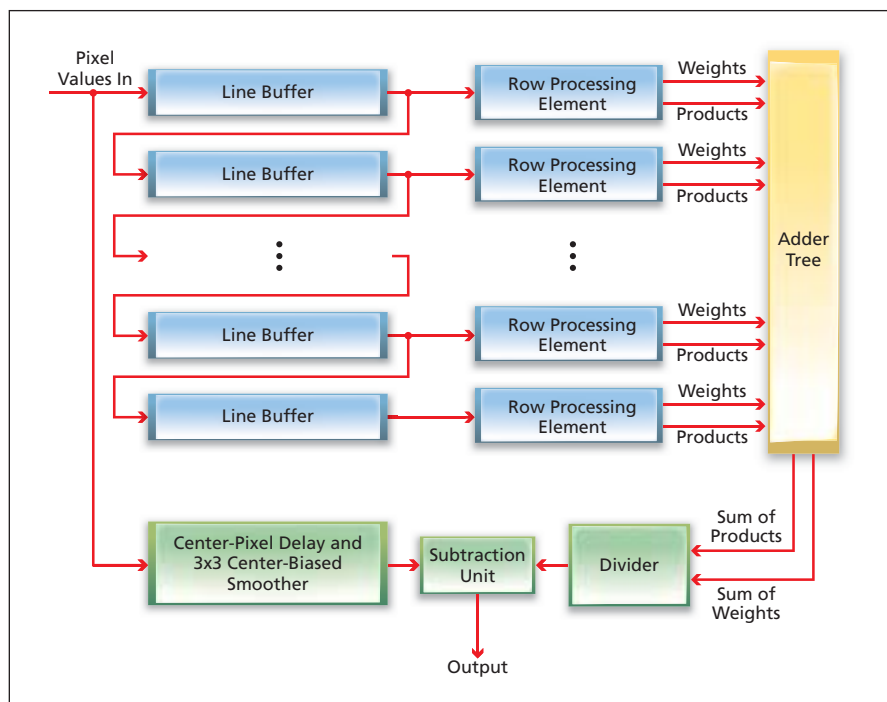 Pixel
Values In
Line Buffer
Row Processing
Element
Weights
Products
Line Buffer
Row Processing
Element
Weights
Products
Adder
Tree
Line Buffer
Row Processing
Element
Weights
Products
Line Buffer
Row Processing
Element
Weights
Products
Center-Pixel Delay and
3x3 Center-Biased
Smoother
Subtraction
Unit
Divider
Sum of
Products
Sum of
Weights
Output